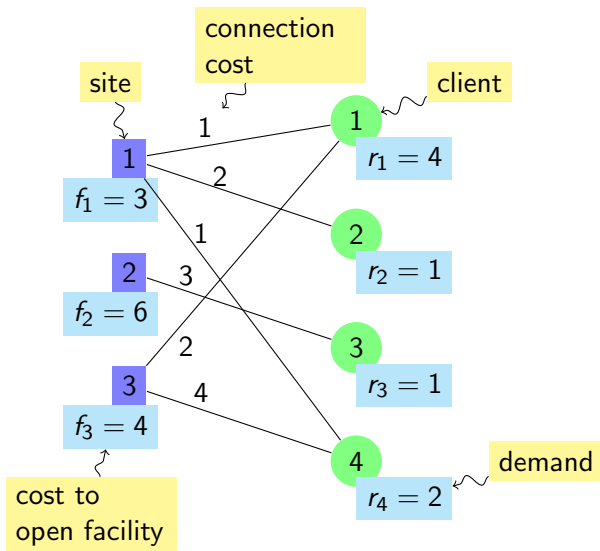 connection
cost
site
client
1
1
1
r₁ = 4
2
f₁ = 3
1
2
r₂ = 1
2
3
f₂ = 6
3
2
r₃ = 1
3
4
f₃ = 4
4
demand
r₄ = 2
cost to
open facility